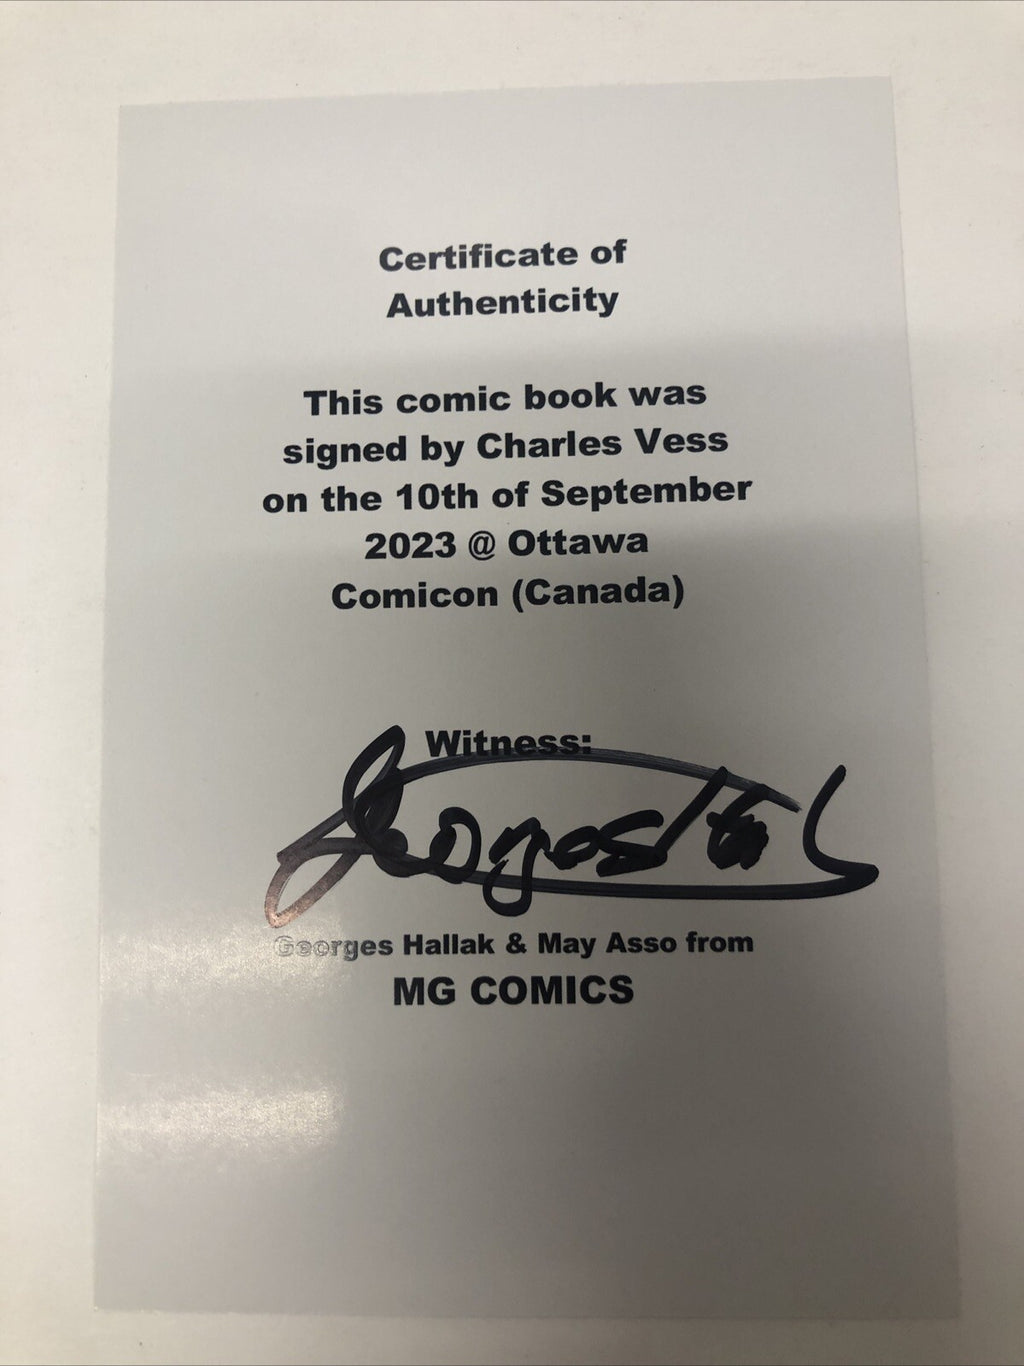 Certificate of
Authenticity
This comic book was
signed by Charles Vess
on the 10th of September
2023 @ Ottawa
Comicon (Canada)
Witness:
Georges Hallak & May Asso from
MG COMICS